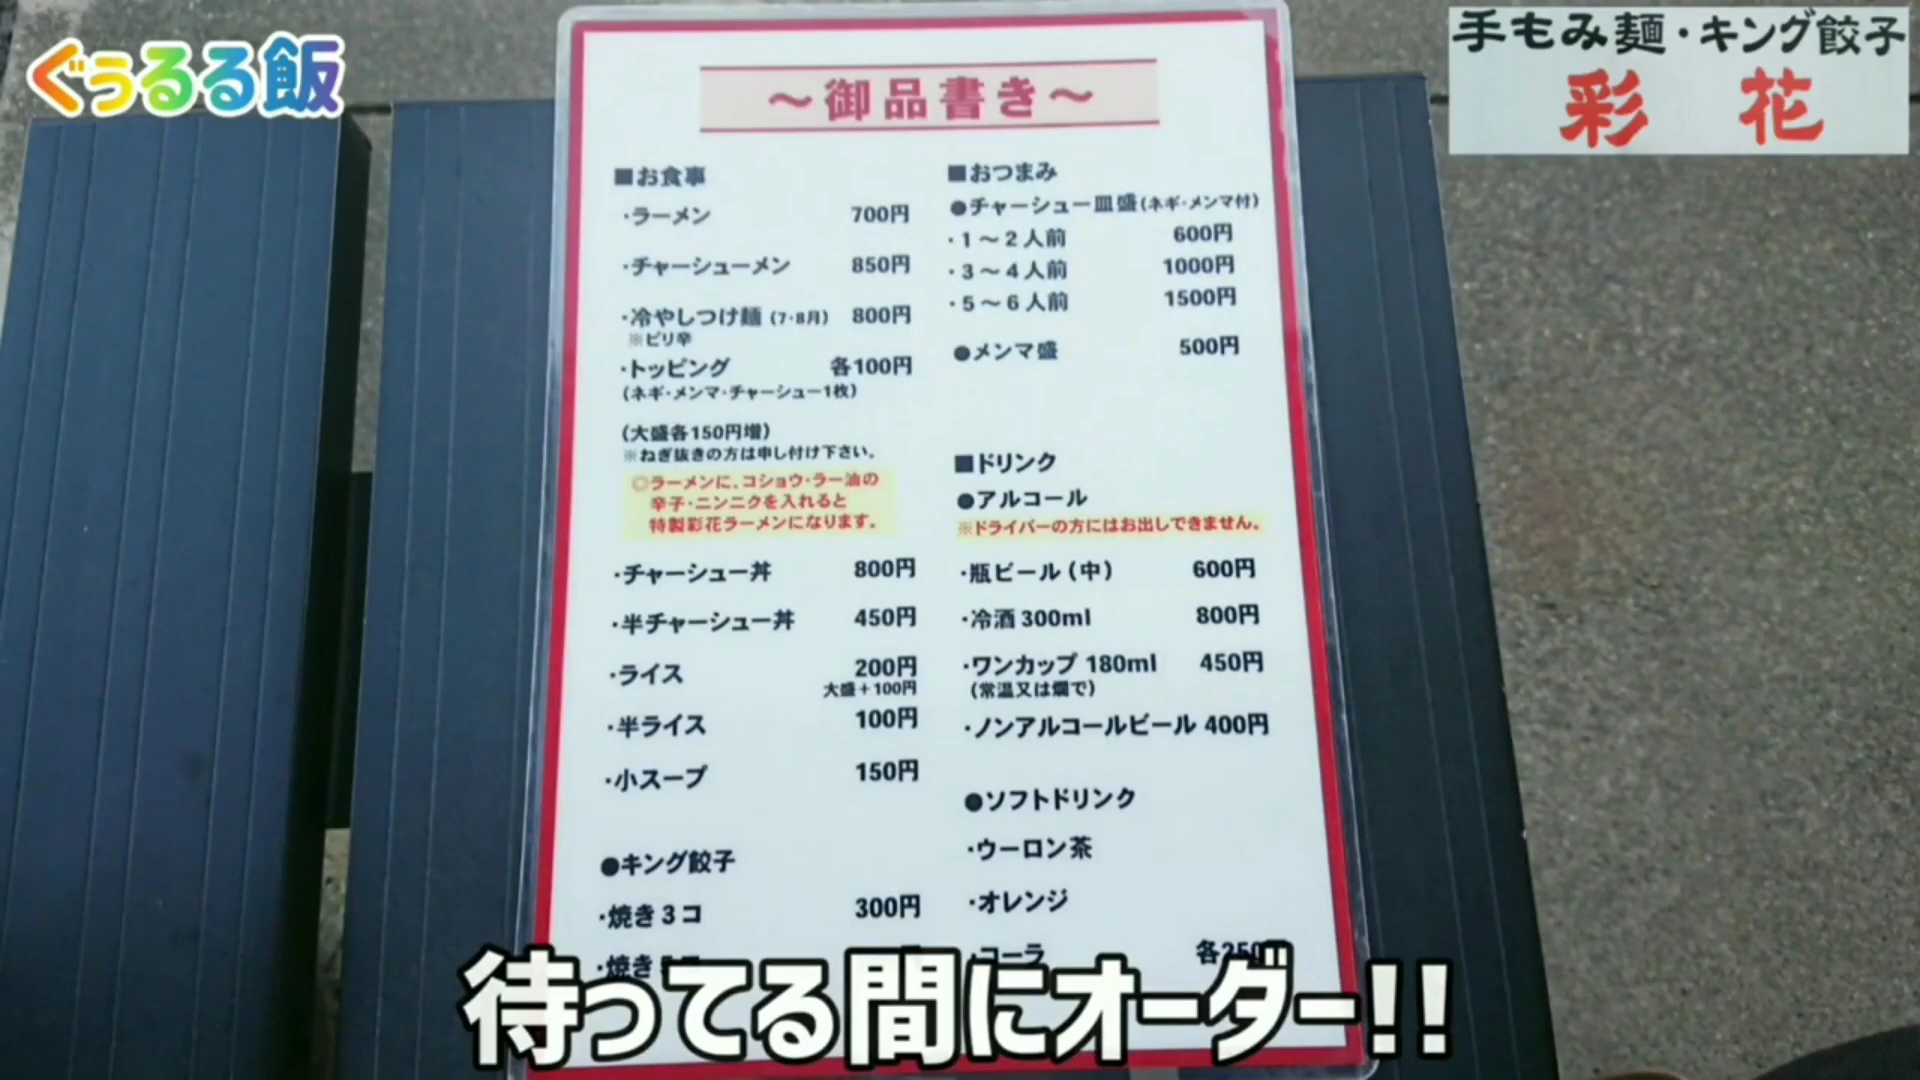 ぐぅるる飯
手もみ麺・キング餃子
彩 花
～御品書き～
■お食事
・ラーメン 700円
・チャーシューメン 850円
・冷やしつけ麺(7・8月) 800円
※ピリ辛
・トッピング 各100円
(ネギ・メンマ・チャーシュー1枚)
(大盛各150円増)
※ねぎ抜きの方は申し付け下さい。
◎ラーメンに、コショウ・ラー油の
辛子・ニンニクを入れると
特製彩花ラーメンになります。
・チャーシュー丼 800円
・半チャーシュー丼 450円
・ライス 200円
大盛+100円
・半ライス 100円
・小スープ 150円
●キング餃子
・焼き3コ 300円
・焼き
■おつまみ
●チャーシュー皿盛(ネギ・メンマ付)
・1～2人前 600円
・3～4人前 1000円
・5～6人前 1500円
●メンマ盛 500円
■ドリンク
●アルコール
※ドライバーの方にはお出しできません。
・瓶ビール(中) 600円
・冷酒300ml 800円
・ワンカップ 180ml 450円
(常温又は燗で)
・ノンアルコールビール 400円
●ソフトドリンク
・ウーロン茶
・オレンジ
・コーラ 各250円
待ってる間にオーダー!!